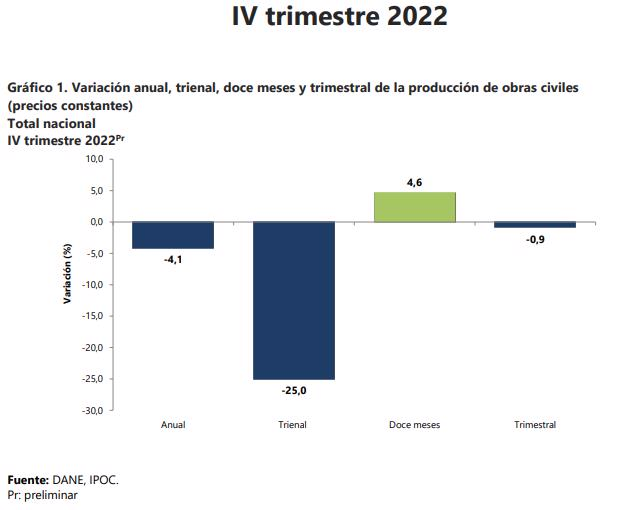 IV trimestre 2022
Gráfico 1. Variación anual, trienal, doce meses y trimestral de la producción de obras civiles
(precios constantes)
Total nacional
IV trimestre 2022Pr
10,0
5,0
0,0
-5,0
-10,0
-15,0
-20,0
-25,0
-30,0
Variación (%)
-4,1
-25,0
4,6
-0,9
Anual
Trienal
Doce meses
Trimestral
Fuente: DANE, IPOC.
Pr: preliminar